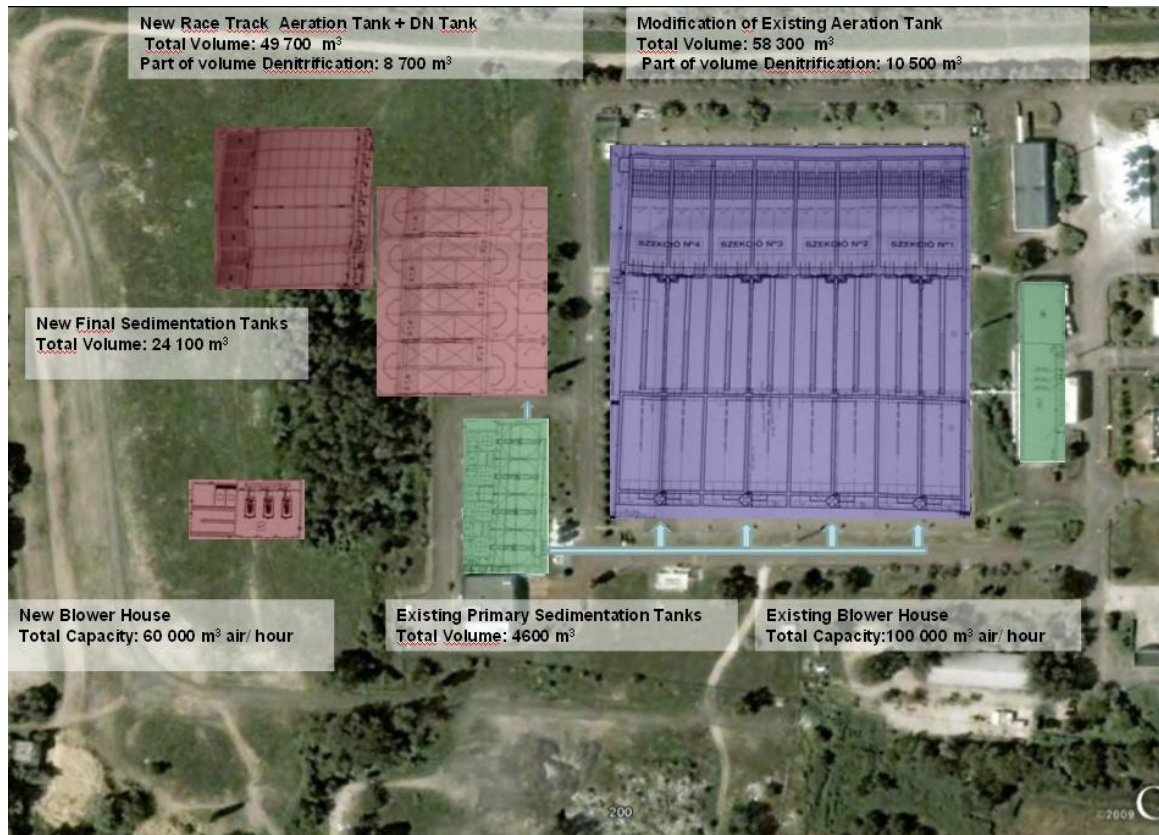 New Race Track Aeration Tank + DN Tank
Total Volume: 49 700 m³
Part of volume Denitrification: 8 700 m³
Modification of Existing Aeration Tank
Total Volume: 58 300 m³
Part of volume Denitrification: 10 500 m³
SZEKCIÓ Nº4 SZEKCIÓ Nº3 SZEKCIÓ Nº2 SZEKCIÓ Nº1
New Final Sedimentation Tanks
Total Volume: 24 100 m³
New Blower House
Total Capacity: 60 000 m³ air/ hour
Existing Primary Sedimentation Tanks
Total Volume: 4600 m³
Existing Blower House
Total Capacity:100 000 m³ air/ hour
200
©2009